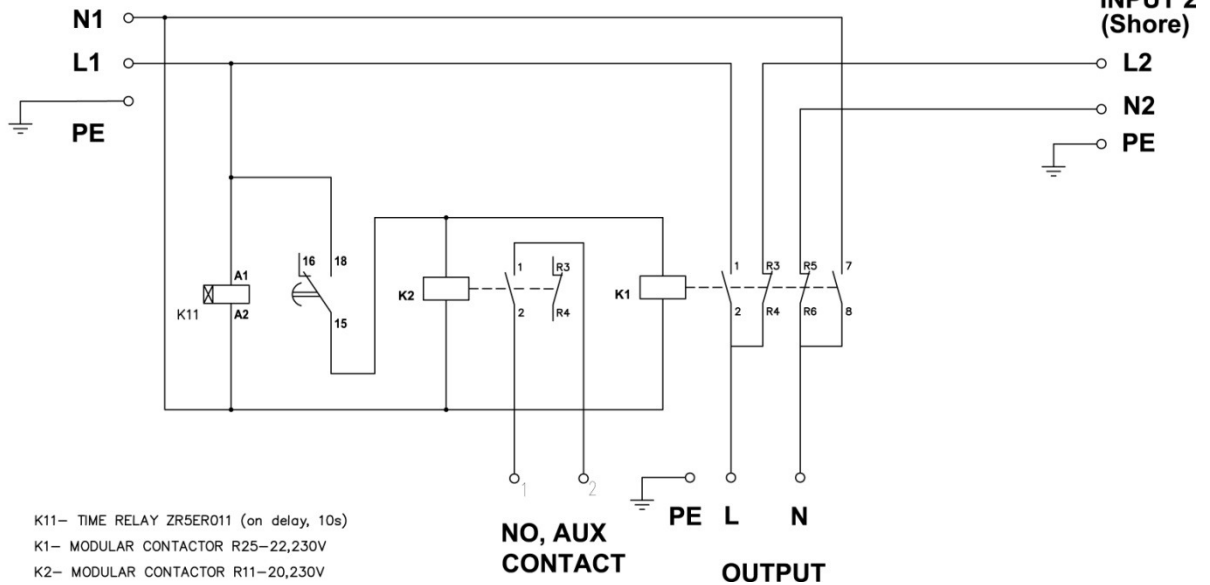 N1
INPUT 2
(Shore)
L1
L2
N2
PE
PE
16
18
A1
1
R3
1
R3
R5
7
K2
K1
K11
A2
15
2
R4
2
R4
R6
8
1
2
K11– TIME RELAY ZR5ER011 (on delay, 10s)
K1– MODULAR CONTACTOR R25–22,230V
K2– MODULAR CONTACTOR R11–20,230V
NO, AUX
CONTACT
PE
L
N
OUTPUT